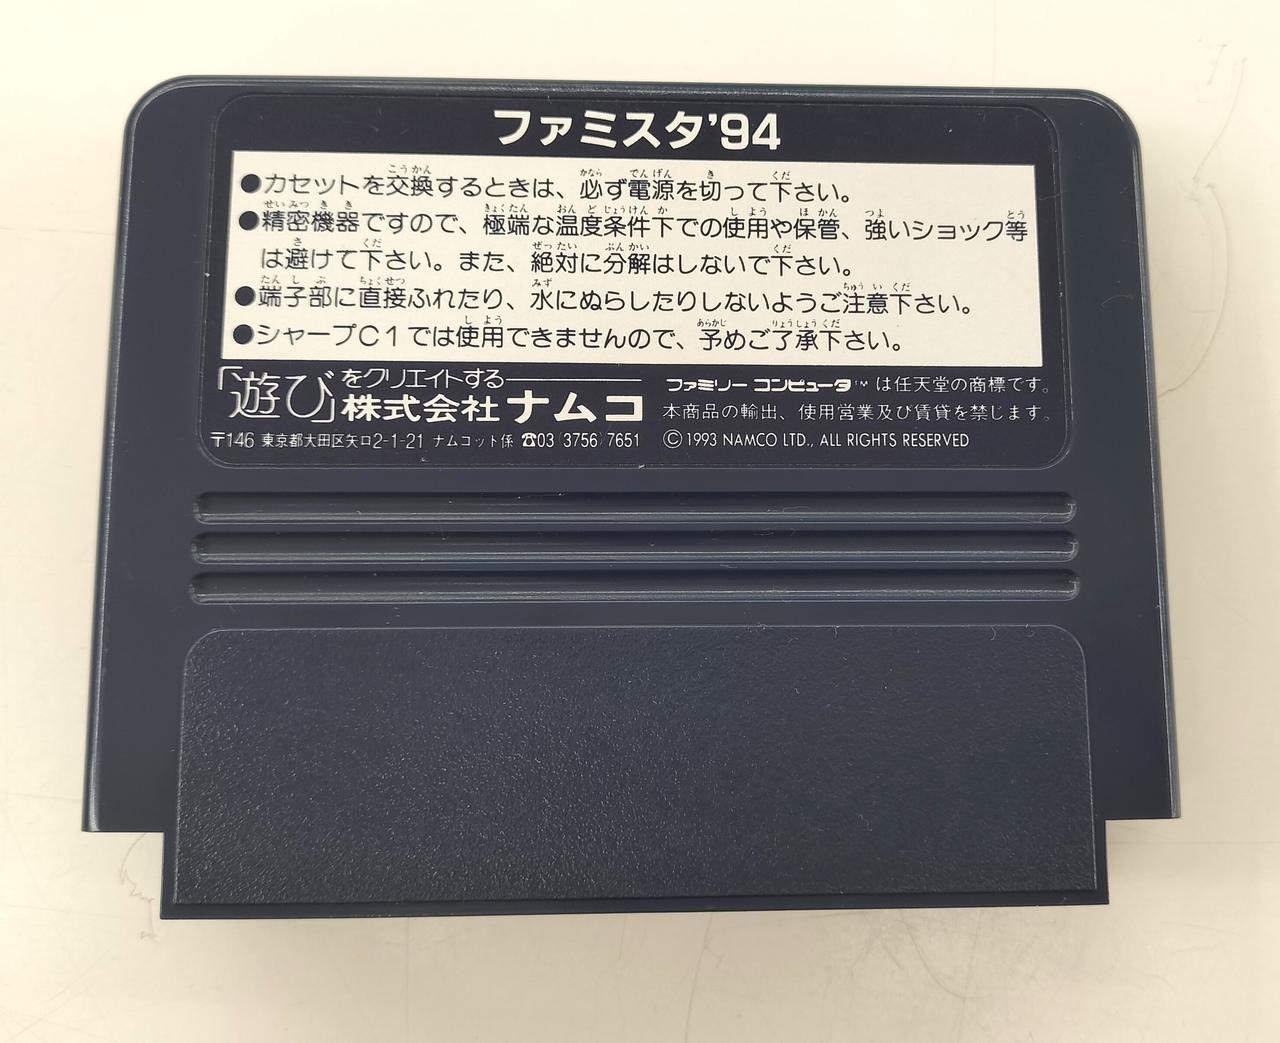 ファミスタ'94
●カセットを交換するときは、必ず電源を切って下さい。
●精密機器ですので、極端な温度条件下での使用や保管、強いショック等
は避けて下さい。また、絶対に分解はしないで下さい。
●端子部に直接ふれたり、水にぬらしたりしないようご注意下さい。
●シャープC1では使用できませんので、予めご了承下さい。
「遊び」をクリエイトする
株式会社ナムコ
〒146 東京都大田区矢口2-1-21 ナムコット係 ☎03(3756)7651
ファミリーコンピュータ™は任天堂の商標です。
本商品の輸出、使用営業及び賃貸を禁じます。
©1993 NAMCO LTD., ALL RIGHTS RESERVED